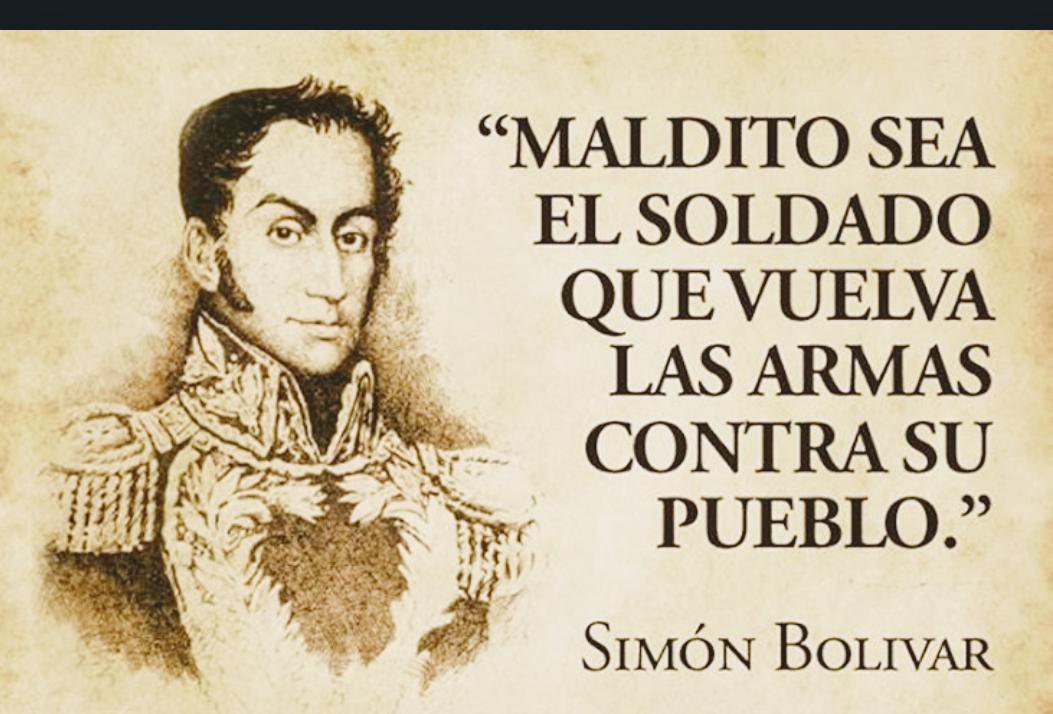 “MALDITO SEA
EL SOLDADO
QUE VUELVA
LAS ARMAS
CONTRA SU
PUEBLO.”
SIMÓN BOLIVAR